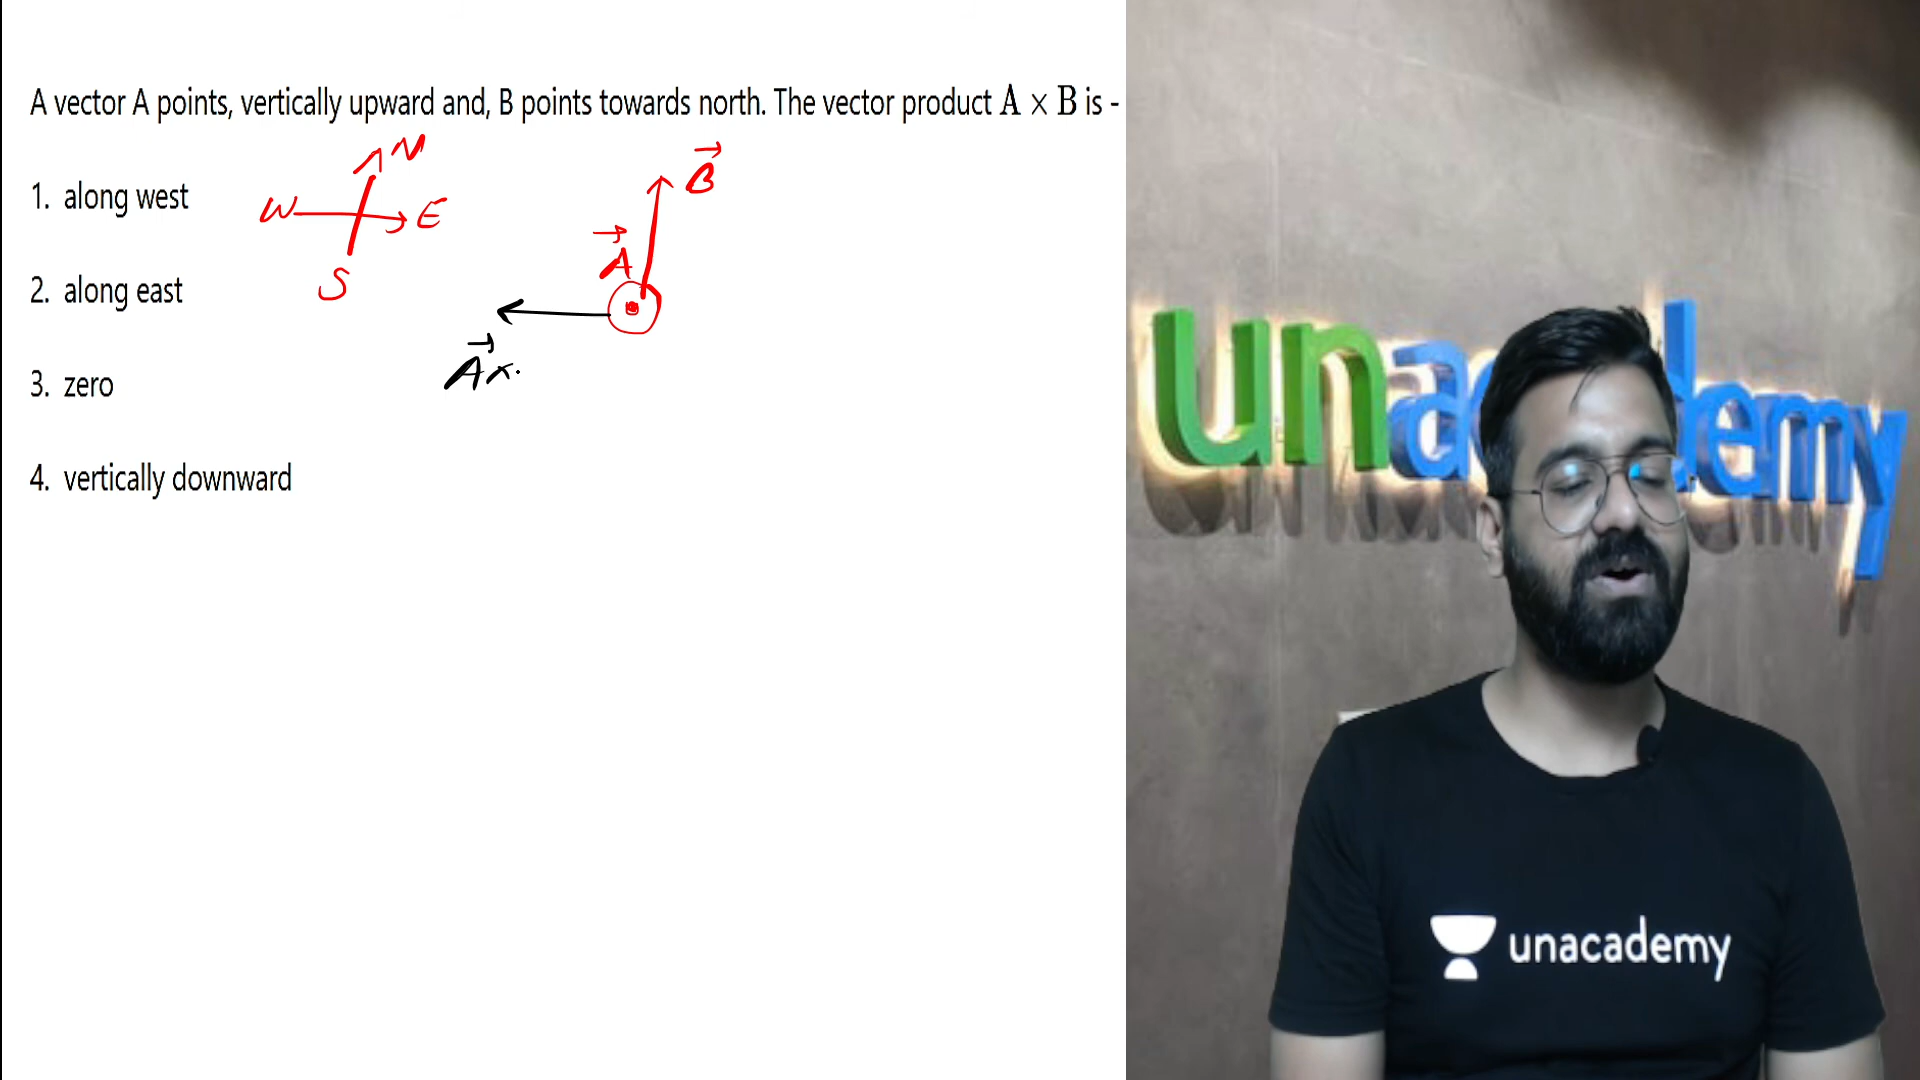 A vector A points, vertically upward and, B points towards north. The vector product A × B is -
1. along west
2. along east
3. zero
4. vertically downward
N
W E
S
B
A
A ×
unacademy
unacademy